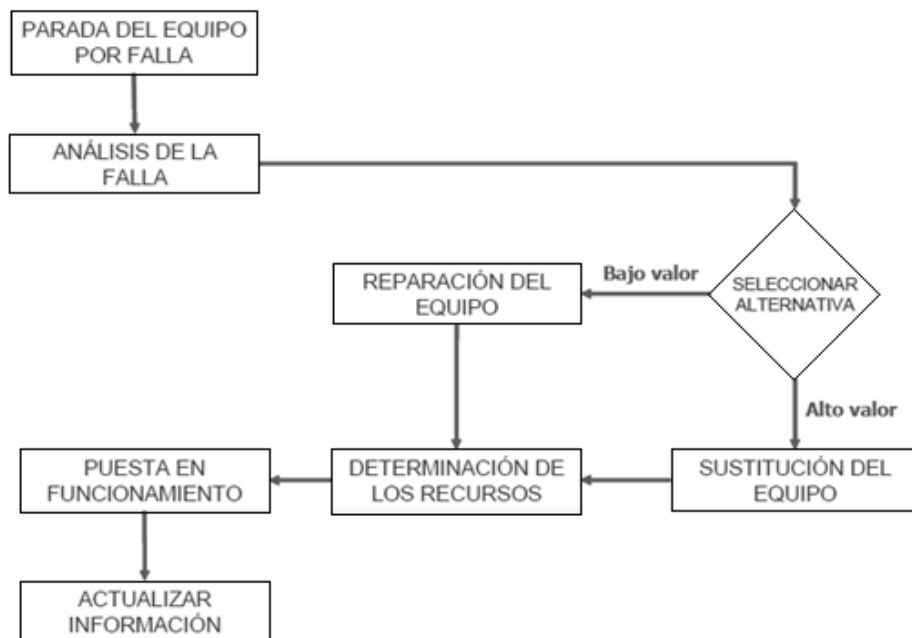 PARADA DEL EQUIPO
POR FALLA
ANÁLISIS DE LA
FALLA
SELECCIONAR
ALTERNATIVA
Bajo valor
REPARACIÓN DEL
EQUIPO
Alto valor
SUSTITUCIÓN DEL
EQUIPO
DETERMINACIÓN DE
LOS RECURSOS
PUESTA EN
FUNCIONAMIENTO
ACTUALIZAR
INFORMACIÓN